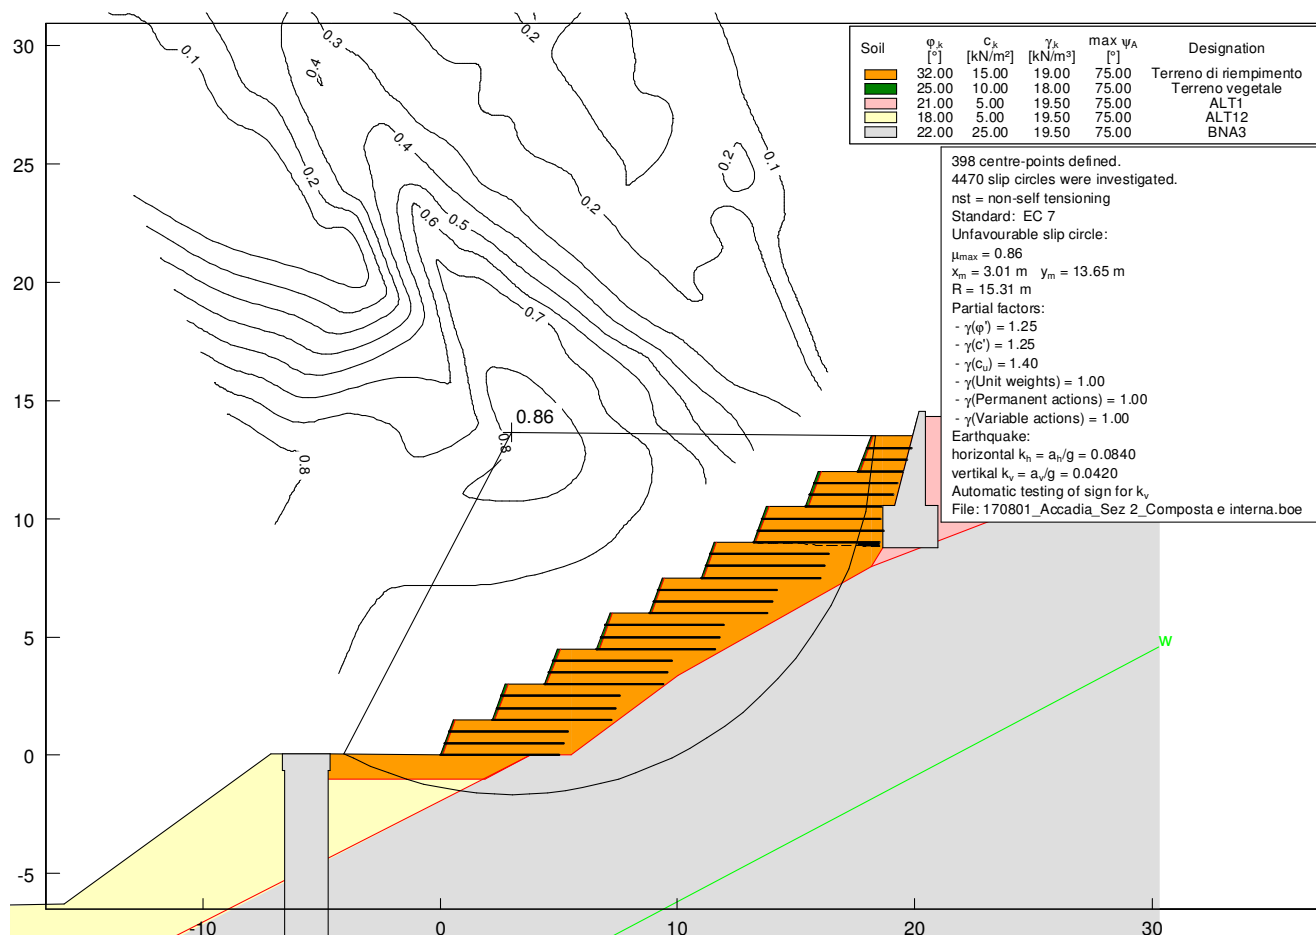 Soil φ,k c,k γ,k max ψA Designation
[°] [kN/m²] [kN/m³] [°]
32.00 15.00 19.00 75.00 Terreno di riempimento
25.00 10.00 18.00 75.00 Terreno vegetale
21.00 5.00 19.50 75.00 ALT1
18.00 5.00 19.50 75.00 ALT12
22.00 25.00 19.50 75.00 BNA3
398 centre-points defined.
4470 slip circles were investigated.
nst = non-self tensioning
Standard: EC 7
Unfavourable slip circle:
μmax = 0.86
xm = 3.01 m ym = 13.65 m
R = 15.31 m
Partial factors:
- γ(φ') = 1.25
- γ(c') = 1.25
- γ(cu) = 1.40
- γ(Unit weights) = 1.00
- γ(Permanent actions) = 1.00
- γ(Variable actions) = 1.00
Earthquake:
horizontal kh = ah/g = 0.0840
vertikal kv = av/g = 0.0420
Automatic testing of sign for kv
File: 170801_Accadia_Sez 2_Composta e interna.boe
30
25
20
15
10
5
0
-5
-10
0
10
20
30
0.1
0.3
0.4
0.2
0.2
0.4
0.2
0.1
0.2
0.6
0.5
0.7
0.8
0.8
0.86
w